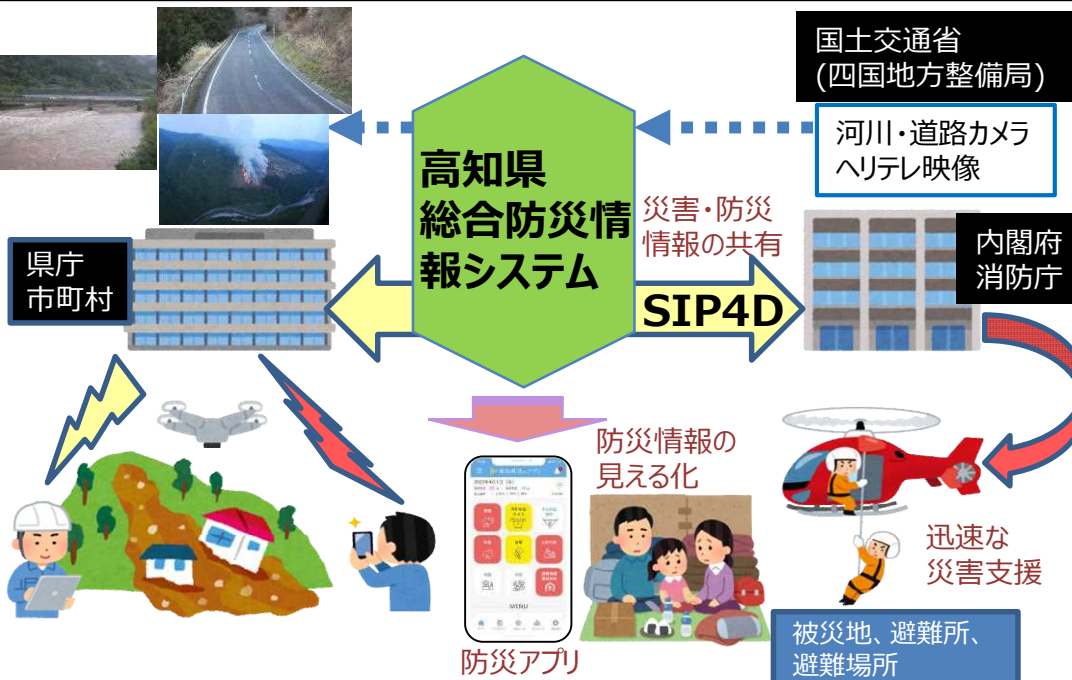 国土交通省
(四国地方整備局)
河川・道路カメラ
ヘリテレ映像
高知県
総合防災情
報システム
災害・防災
情報の共有
SIP4D
内閣府
消防庁
県庁
市町村
防災情報の
見える化
MENU
防災アプリ
迅速な
災害支援
被災地、避難所、
避難場所